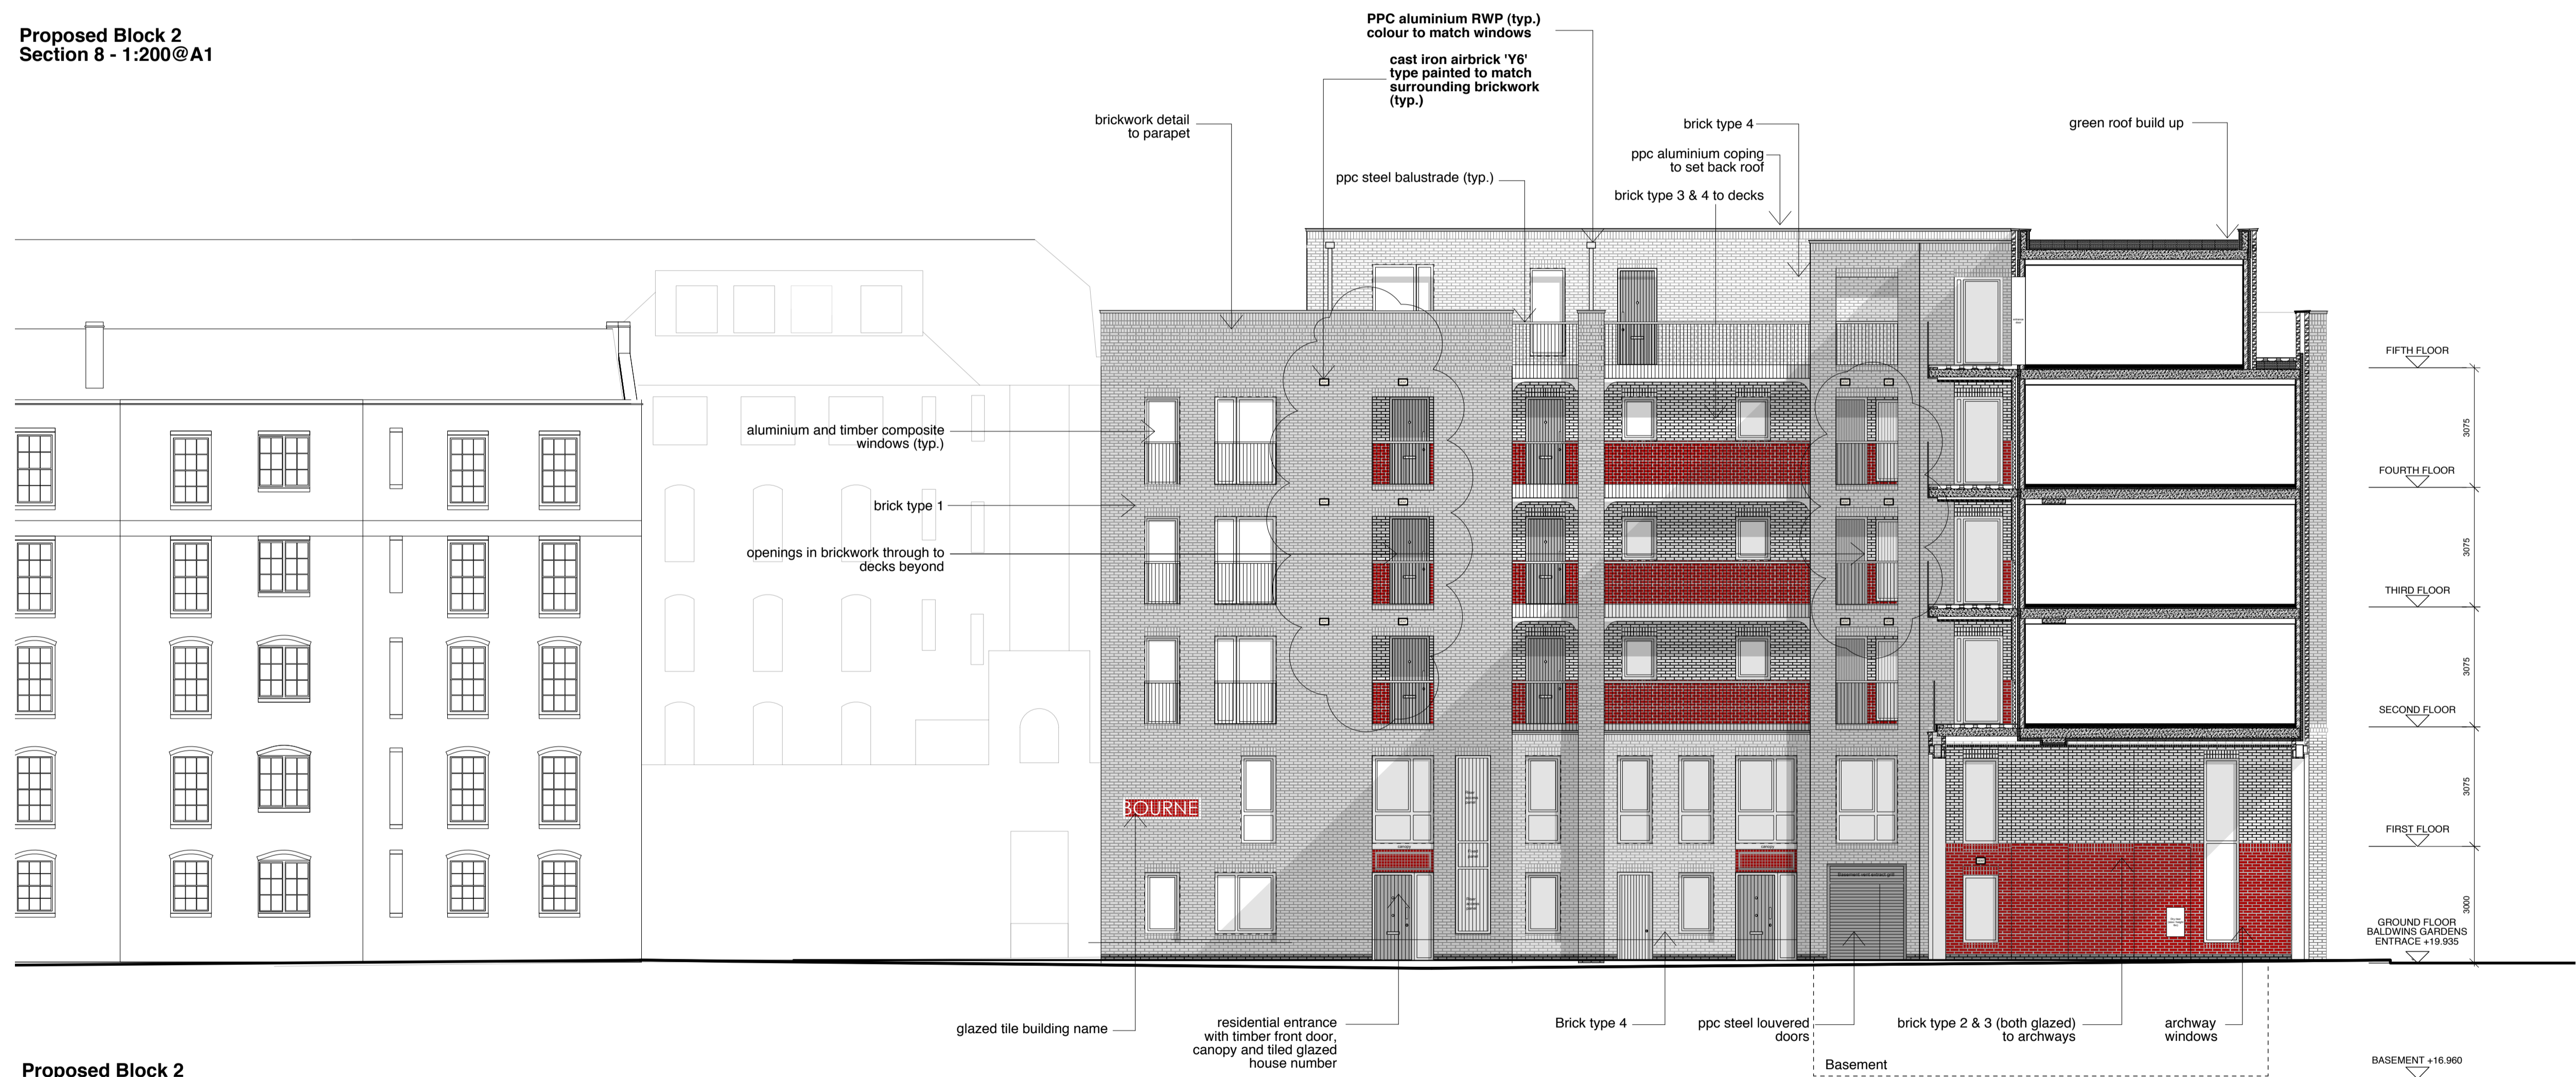 Proposed Block 2
Section 8 - 1:200@A1
PPC aluminium RWP (typ.)
colour to match windows
cast iron airbrick 'Y6'
type painted to match
surrounding brickwork
(typ.)
brickwork detail
to parapet
ppc steel balustrade (typ.)
brick type 4
ppc aluminium coping
to set back roof
brick type 3 & 4 to decks
green roof build up
aluminium and timber composite
windows (typ.)
brick type 1
openings in brickwork through to
decks beyond
BOURNE
canopy
canopy
Basement vent extract grill
FIFTH FLOOR
3075
FOURTH FLOOR
3075
THIRD FLOOR
3075
SECOND FLOOR
3075
FIRST FLOOR
3000
GROUND FLOOR
BALDWINS GARDENS
ENTRACE +19.935
glazed tile building name
residential entrance
with timber front door,
canopy and tiled glazed
house number
Brick type 4
ppc steel louvered
doors
brick type 2 & 3 (both glazed)
to archways
archway
windows
Basement
BASEMENT +16.960
Proposed Block 2